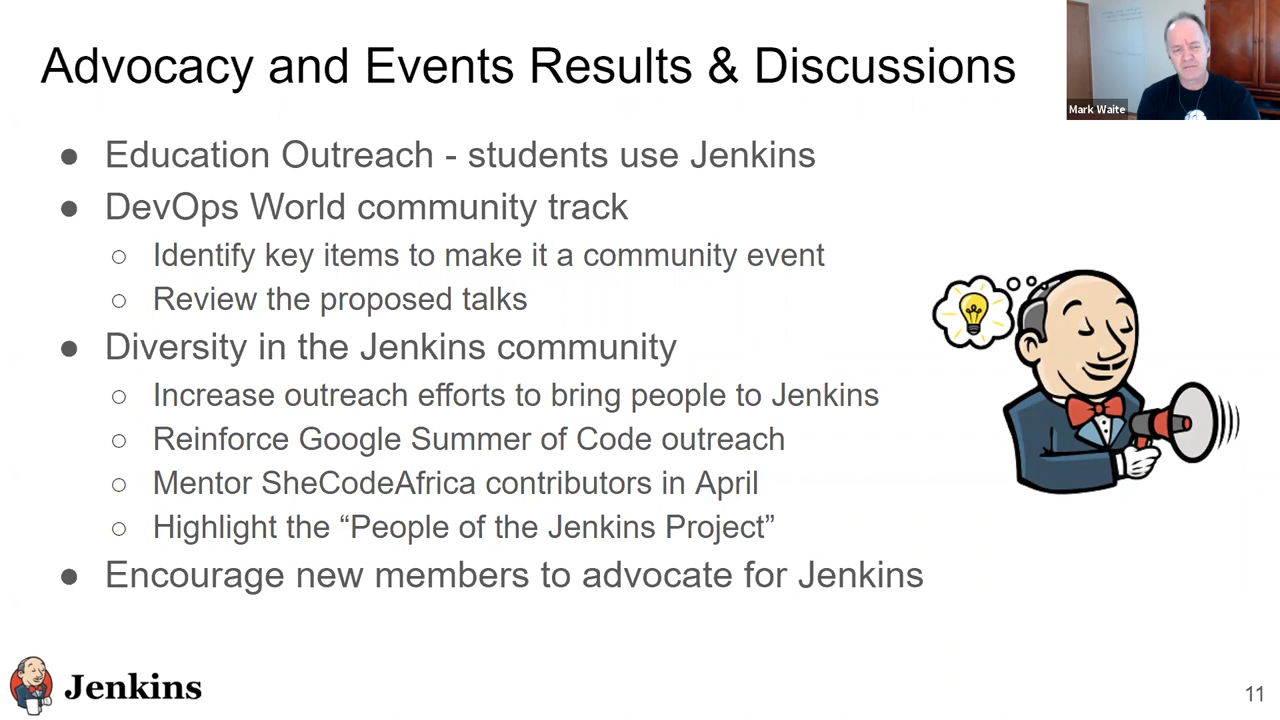 Advocacy and Events Results & Discussions
Mark Waite
● Education Outreach - students use Jenkins
● DevOps World community track
○ Identify key items to make it a community event
○ Review the proposed talks
● Diversity in the Jenkins community
○ Increase outreach efforts to bring people to Jenkins
○ Reinforce Google Summer of Code outreach
○ Mentor SheCodeAfrica contributors in April
○ Highlight the “People of the Jenkins Project”
● Encourage new members to advocate for Jenkins
Jenkins
11